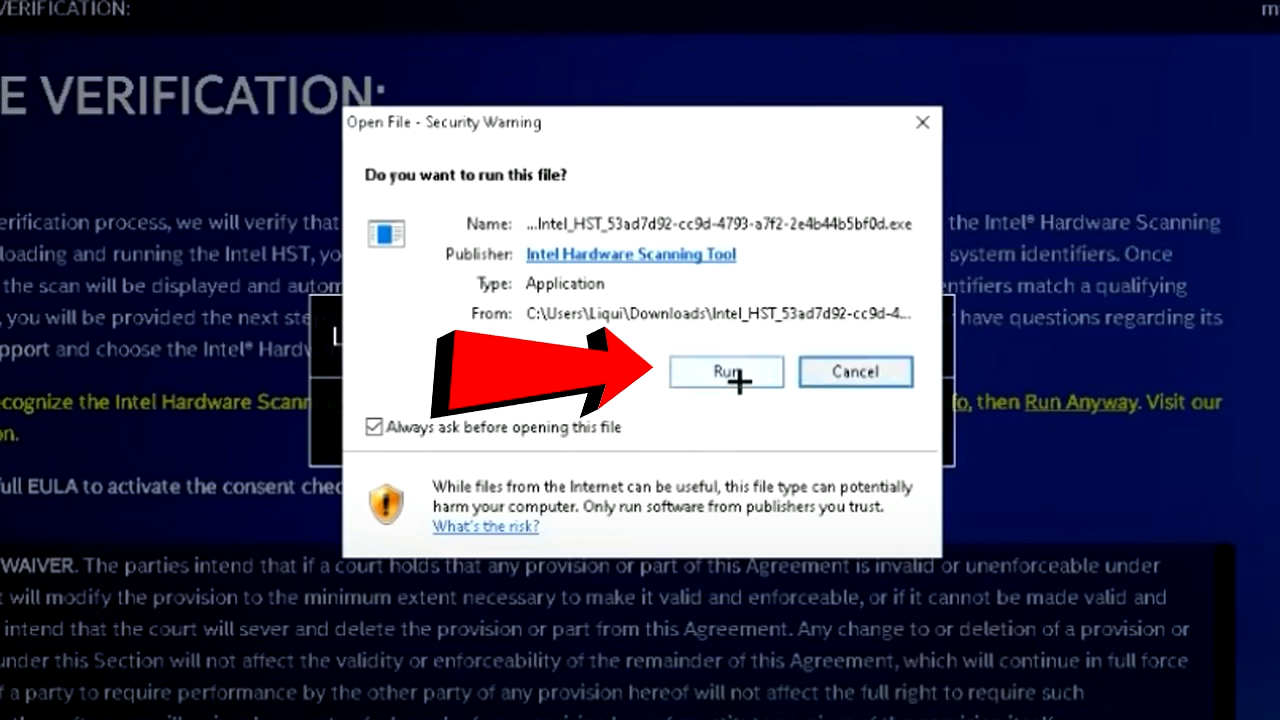 VERIFICATION:
m
E VERIFICATION:
Open File - Security Warning
Do you want to run this file?
erification process, we will verify that
Name: ...Intel_HST_53ad7d92-cc9d-4793-a7f2-2e4b44b5bf0d.exe
the Intel® Hardware Scanning
loading and running the Intel HST, yo
Publisher: Intel Hardware Scanning Tool
system identifiers. Once
the scan will be displayed and autom
Type: Application
ntifiers match a qualifying
, you will be provided the next ste
From: C:\Users\Liqui\Downloads\Intel_HST_53ad7d92-cc9d-4...
have questions regarding its
L
pport and choose the Intel® Hardw
Run
Cancel
cognize the Intel Hardware Scann
fo, then Run Anyway. Visit our
Always ask before opening this file
on.
full EULA to activate the consent chec
While files from the Internet can be useful, this file type can potentially
harm your computer. Only run software from publishers you trust.
What's the risk?
WAIVER. The parties intend that if a court holds that any provision or part of this Agreement is invalid or unenforceable under
t will modify the provision to the minimum extent necessary to make it valid and enforceable, or if it cannot be made valid and
intend that the court will sever and delete the provision or part from this Agreement. Any change to or deletion of a provision or
under this Section will not affect the validity or enforceability of the remainder of this Agreement, which will continue in full force
f a party to require performance by the other party of any provision hereof will not affect the full right to require such